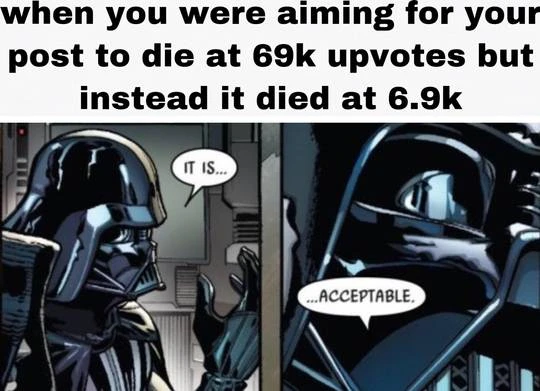 when you were aiming for your
post to die at 69k upvotes but
instead it died at 6.9k
IT IS...
...ACCEPTABLE.